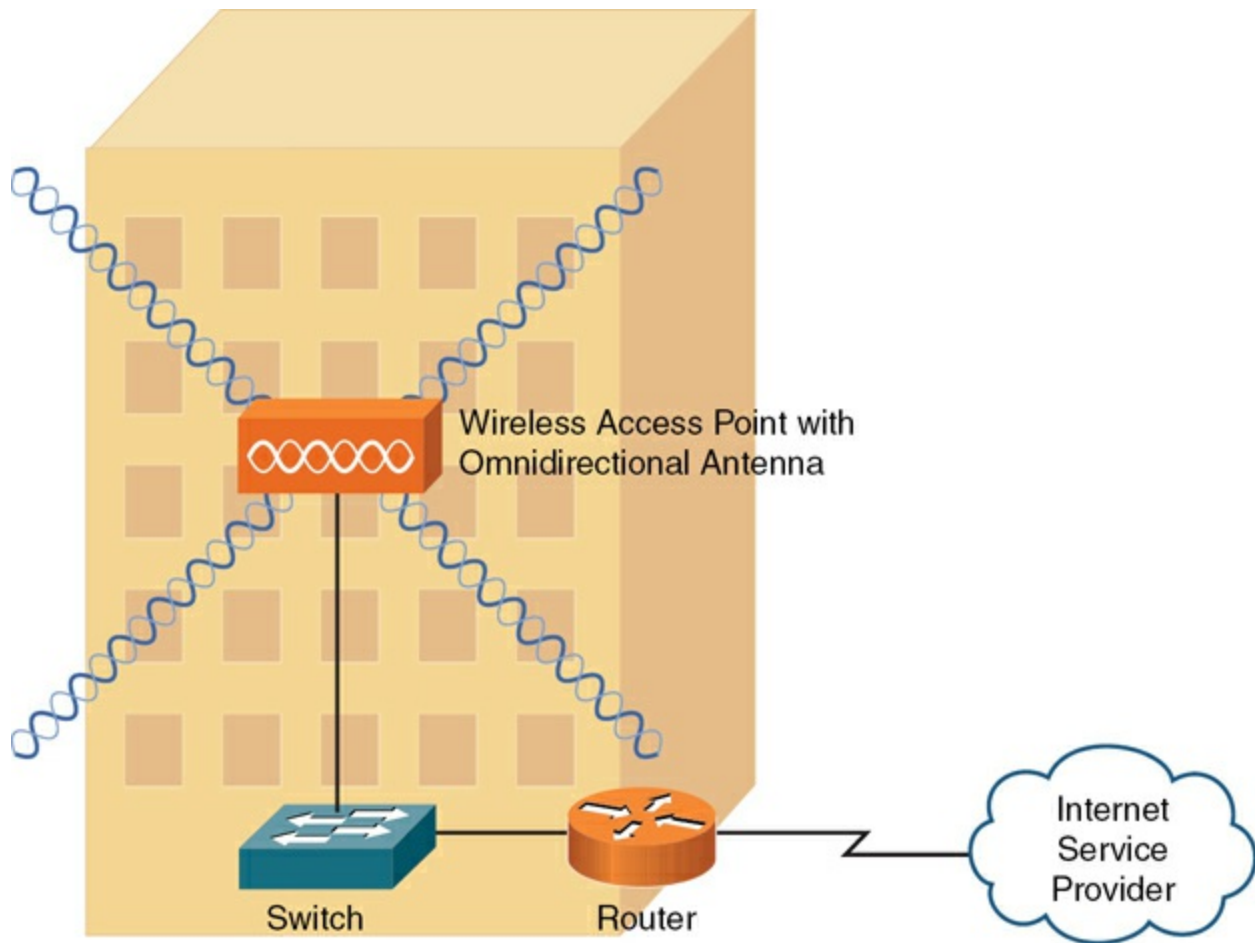 Wireless Access Point with
Omnidirectional Antenna
Internet
Service
Provider
Switch
Router